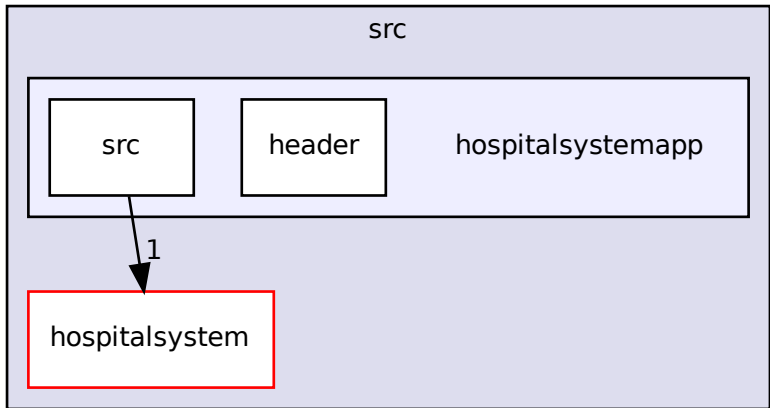 src
src
header
hospitalsystemapp
1
hospitalsystem